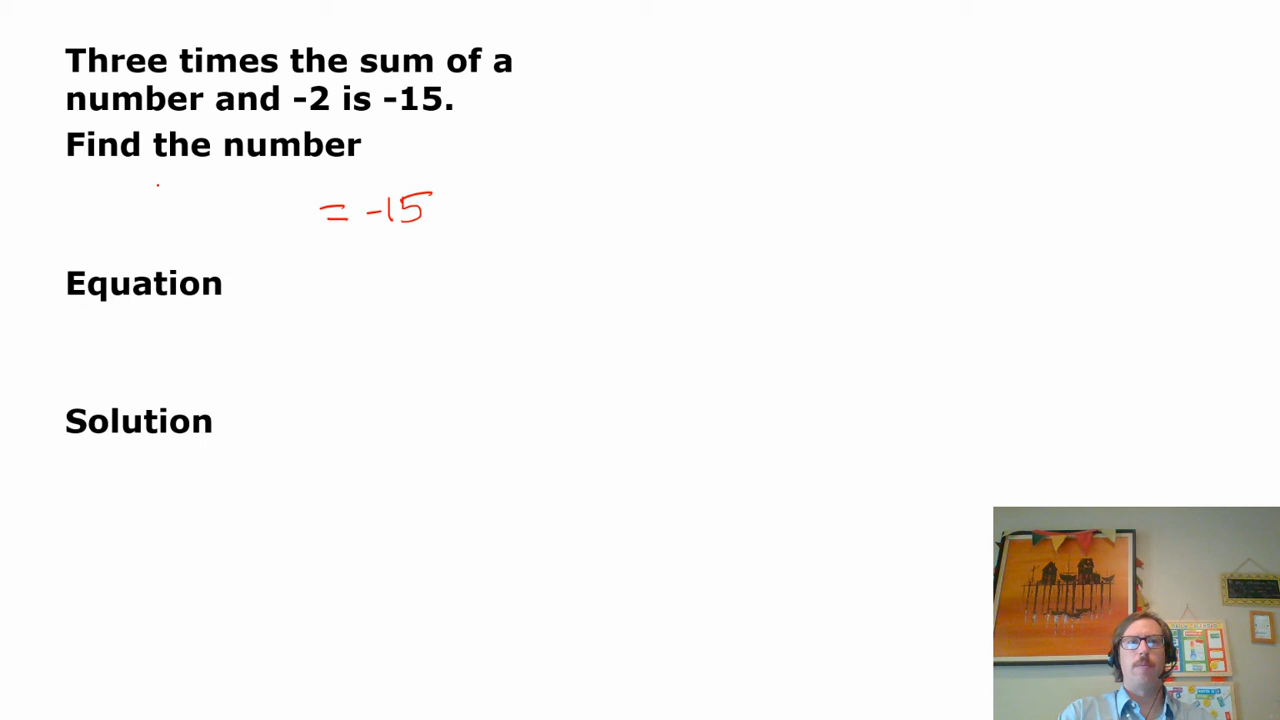 Three times the sum of a
number and -2 is -15.
Find the number
= -15
Equation
Solution